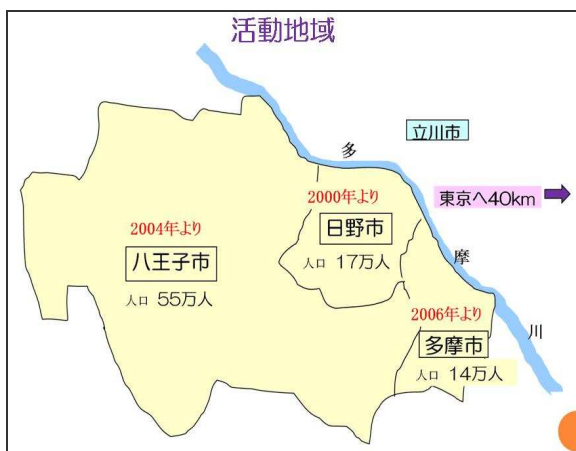 活動地域
立川市
東京へ40km
多
摩
川
2000年より
日野市
人口 17万人
2004年より
八王子市
人口 55万人
2006年より
多摩市
人口 14万人